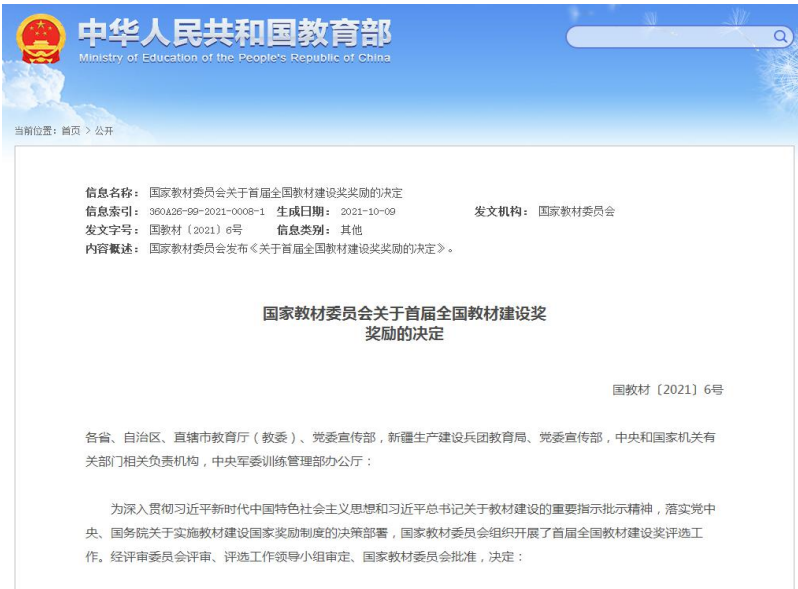 中华人民共和国教育部
Ministry of Education of the People's Republic of China
当前位置：首页 > 公开
信息名称： 国家教材委员会关于首届全国教材建设奖奖励的决定
信息索引： 360A26-99-2021-0008-1 生成日期： 2021-10-09 发文机构： 国家教材委员会
发文字号： 国教材〔2021〕6号 信息类别： 其他
内容概述： 国家教材委员会发布《关于首届全国教材建设奖奖励的决定》。
国家教材委员会关于首届全国教材建设奖
奖励的决定
国教材〔2021〕6号
各省、自治区、直辖市教育厅（教委）、党委宣传部，新疆生产建设兵团教育局、党委宣传部，中央和国家机关有
关部门相关负责机构，中央军委训练管理部办公厅：
为深入贯彻习近平新时代中国特色社会主义思想和习近平总书记关于教材建设的重要指示批示精神，落实党中
央、国务院关于实施教材建设国家奖励制度的决策部署，国家教材委员会组织开展了首届全国教材建设奖评选工
作。经评审委员会评审、评选工作领导小组审定、国家教材委员会批准，决定：